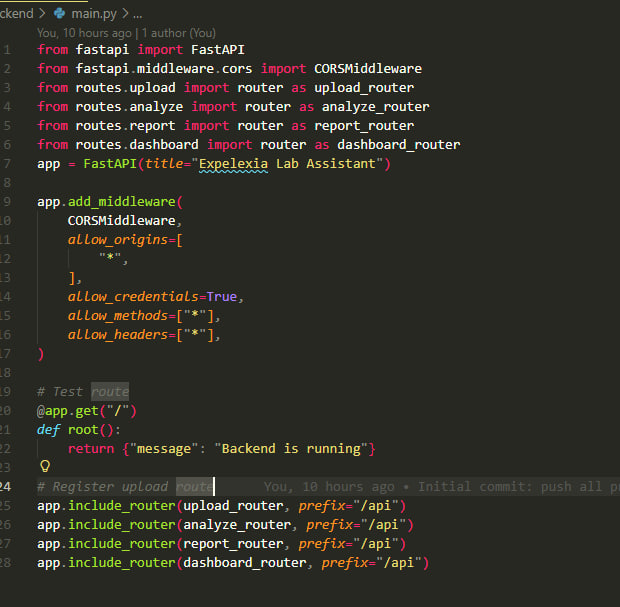 ckend > main.py > ...
You, 10 hours ago | 1 author (You)
1 from fastapi import FastAPI
2 from fastapi.middleware.cors import CORSMiddleware
3 from routes.upload import router as upload_router
4 from routes.analyze import router as analyze_router
5 from routes.report import router as report_router
6 from routes.dashboard import router as dashboard_router
7 app = FastAPI(title="Expelexia Lab Assistant")
8
9 app.add_middleware(
10     CORSMiddleware,
11     allow_origins=[
12         "*",
13     ],
14     allow_credentials=True,
15     allow_methods=["*"],
16     allow_headers=["*"],
17 )
18
19 # Test route
20 @app.get("/")
21 def root():
22     return {"message": "Backend is running"}
23
24 # Register upload route You, 10 hours ago • Initial commit: push all p
25 app.include_router(upload_router, prefix="/api")
26 app.include_router(analyze_router, prefix="/api")
27 app.include_router(report_router, prefix="/api")
28 app.include_router(dashboard_router, prefix="/api")